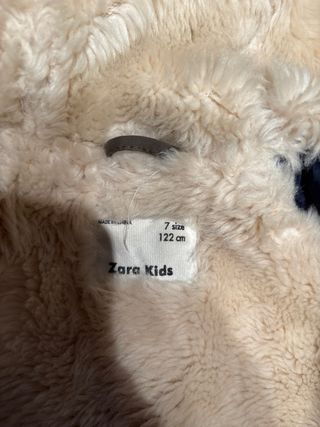 7 size
122 cm
Zara Kids